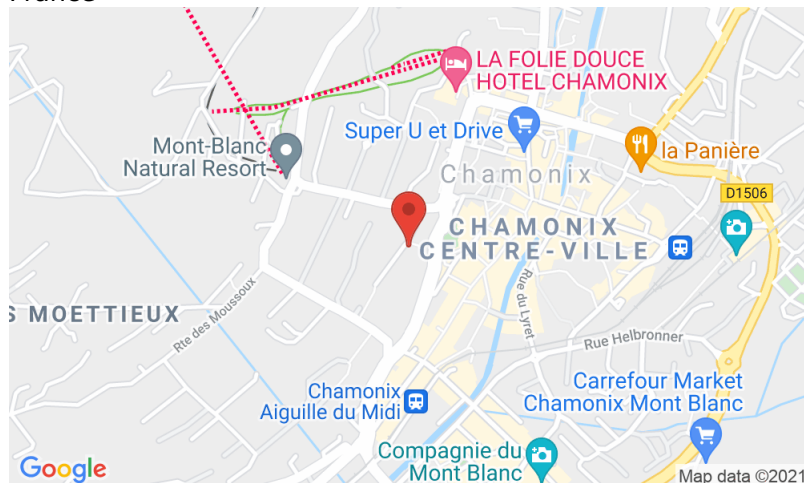 France
LA FOLIE DOUCE
HOTEL CHAMONIX
Super U et Drive
la Panière
Mont-Blanc
Natural Resort
Chamonix
D1506
CHAMONIX
CENTRE-VILLE
S MOETTIEUX
Rte des Moussoux
Rue du Lyret
Rue Helbronner
Chamonix
Aiguille du Midi
Carrefour Market
Chamonix Mont Blanc
Compagnie du
Mont Blanc
Google
Map data ©2021